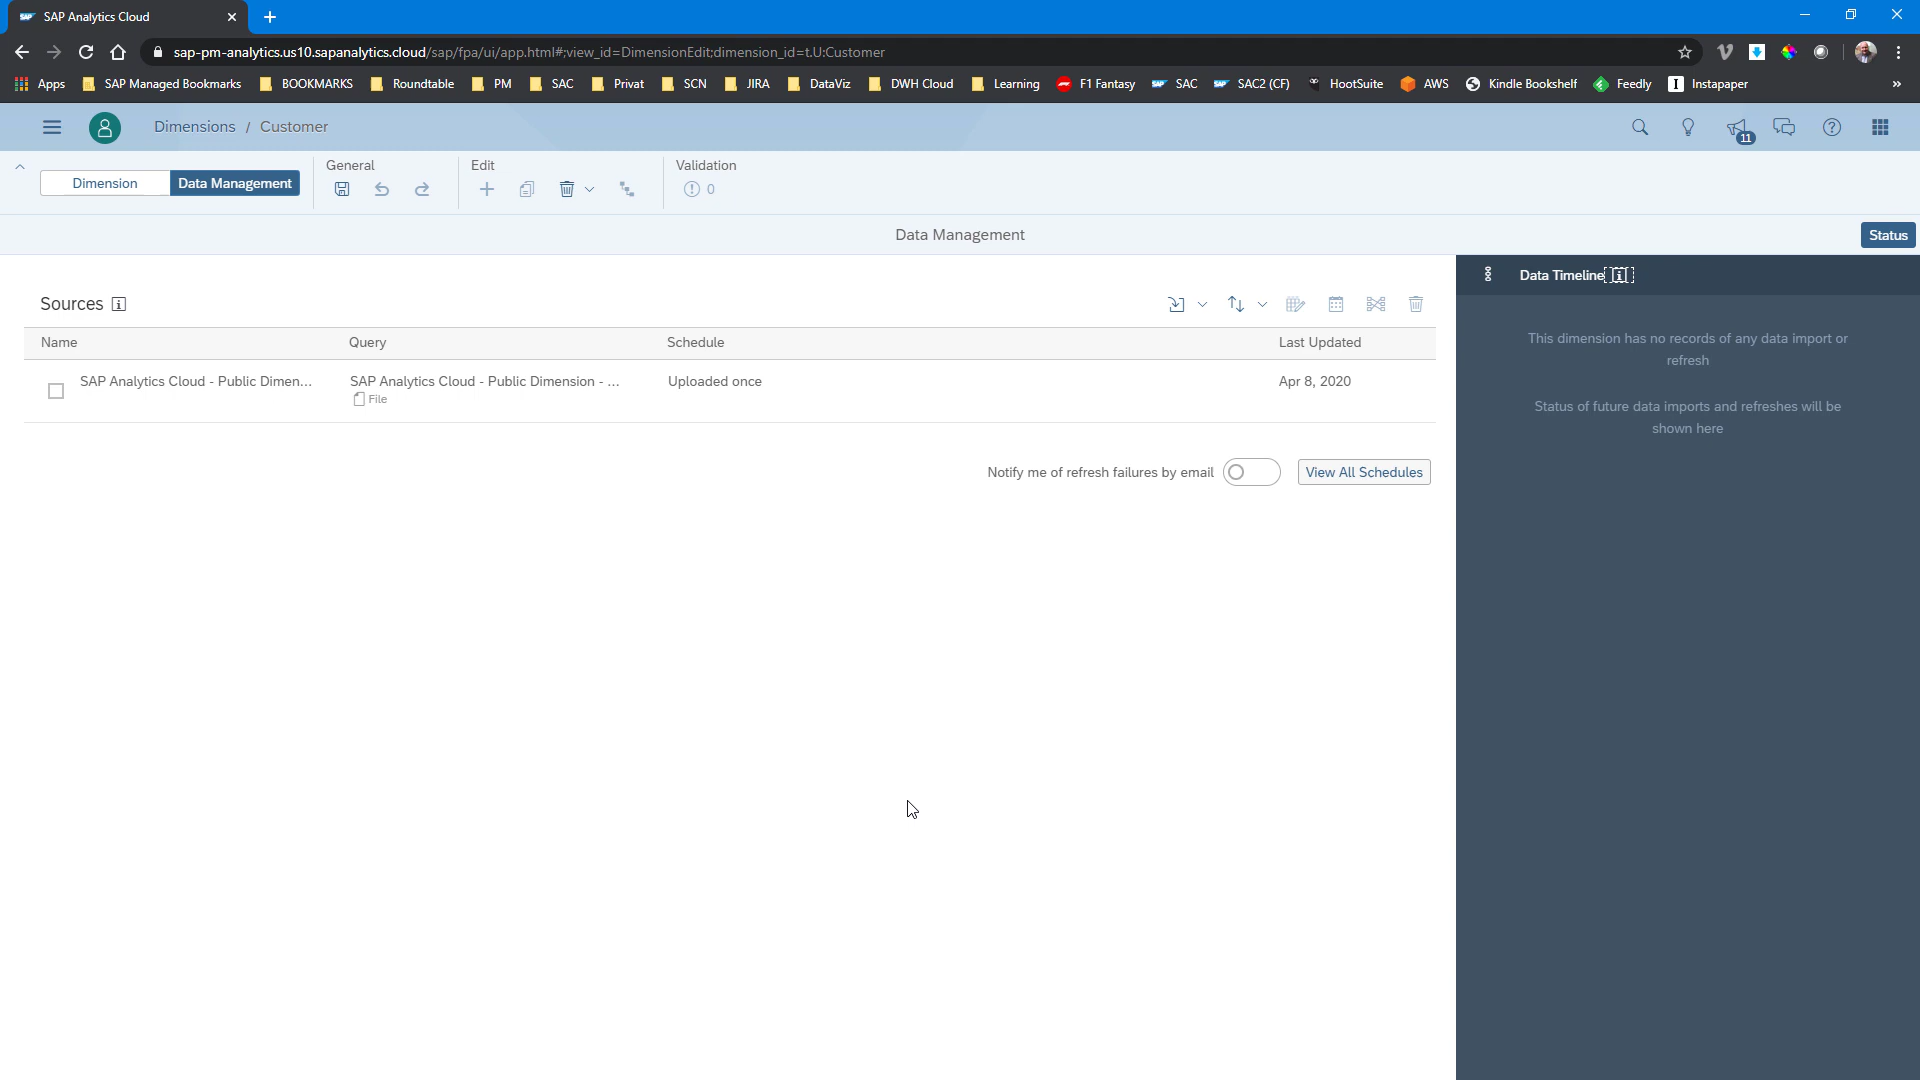 SAP Analytics Cloud
sap-pm-analytics.us10.sapanalytics.cloud/sap/fpa/ui/app.html#;view_id=DimensionEdit;dimension_id=t.U:Customer
Apps SAP Managed Bookmarks BOOKMARKS Roundtable PM SAC Privat SCN JIRA DataViz DWH Cloud Learning F1 Fantasy SAC SAC2 (CF) HootSuite AWS Kindle Bookshelf Feedly Instapaper »
Dimensions / Customer
11
General Edit Validation
Dimension Data Management
0
Data Management
Status
Data Timeline
Sources
This dimension has no records of any data import or
refresh
Status of future data imports and refreshes will be
shown here
Name Query Schedule Last Updated
SAP Analytics Cloud - Public Dimen... SAP Analytics Cloud - Public Dimension - ... Uploaded once Apr 8, 2020
File
Notify me of refresh failures by email View All Schedules